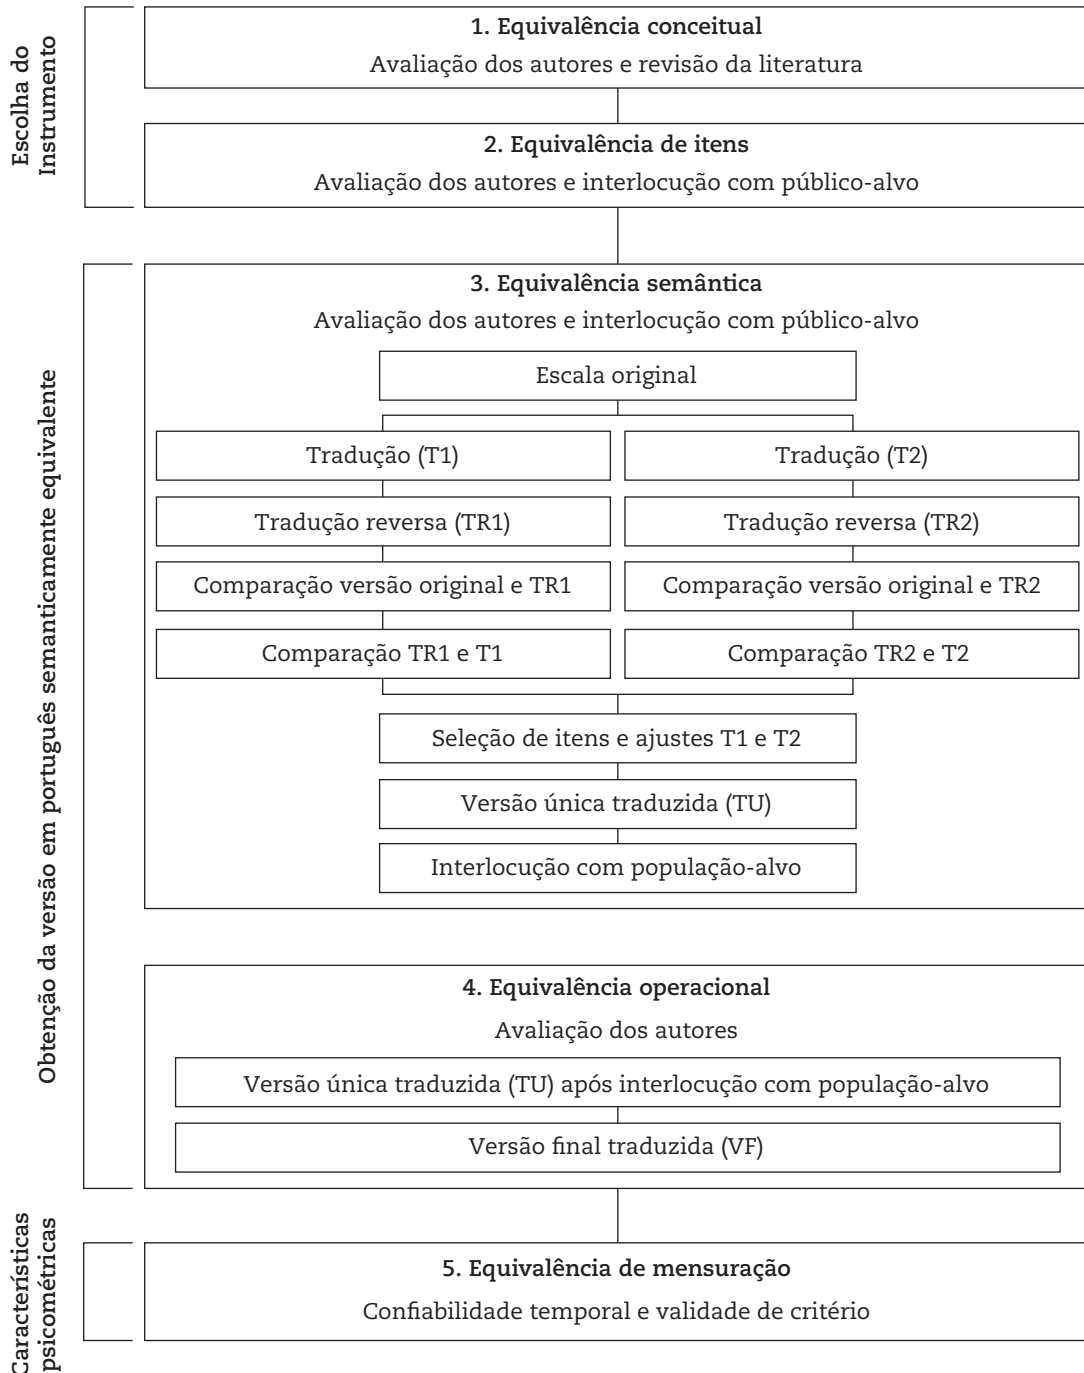 Escolha do
Instrumento
1. Equivalência conceitual
Avaliação dos autores e revisão da literatura
2. Equivalência de itens
Avaliação dos autores e interlocução com público-alvo
Obtenção da versão em português semanticamente equivalente
3. Equivalência semântica
Avaliação dos autores e interlocução com público-alvo
Escala original
Tradução (T1)
Tradução (T2)
Tradução reversa (TR1)
Tradução reversa (TR2)
Comparação versão original e TR1
Comparação versão original e TR2
Comparação TR1 e T1
Comparação TR2 e T2
Seleção de itens e ajustes T1 e T2
Versão única traduzida (TU)
Interlocução com população-alvo
4. Equivalência operacional
Avaliação dos autores
Versão única traduzida (TU) após interlocução com população-alvo
Versão final traduzida (VF)
Características
psicométricas
5. Equivalência de mensuração
Confiabilidade temporal e validade de critério